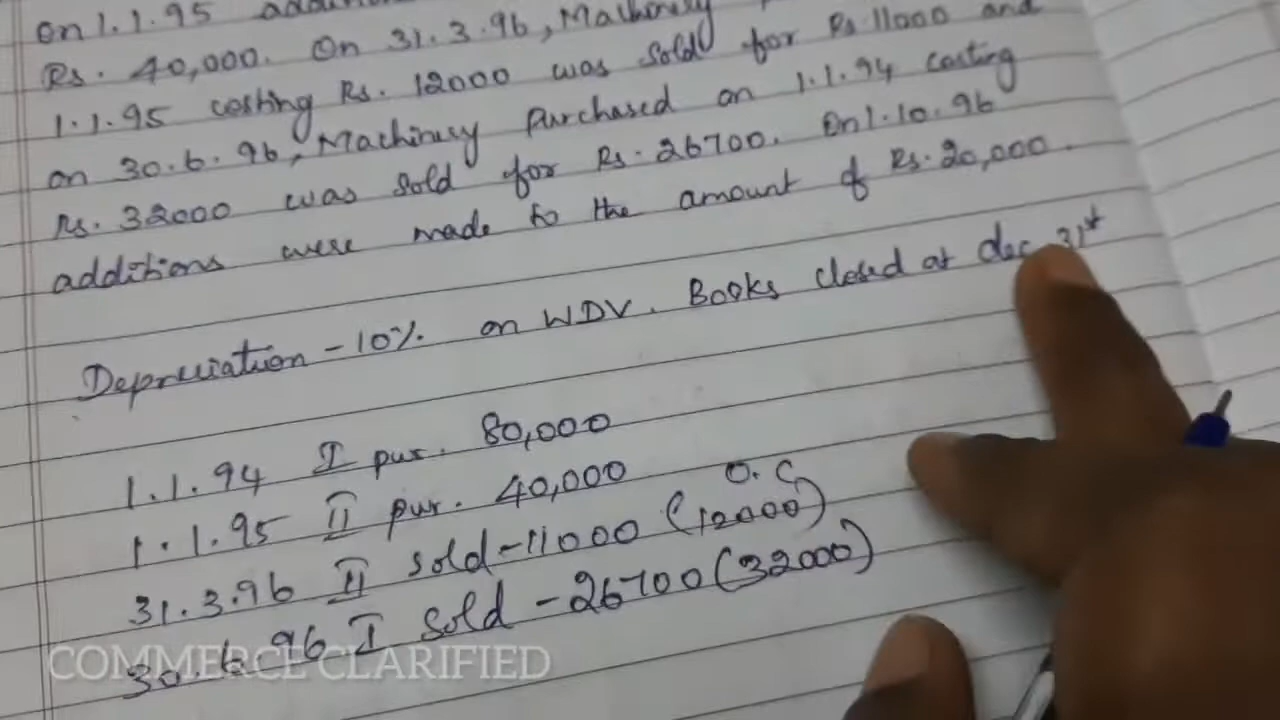 On 1.1.95
Rs. 40,000. On 31.3.96, Machinery
1.1.95 costing Rs. 12000 was sold for Rs 11000 and
on 30.6.96, Machinery Purchased on 1.1.94 costing
Rs. 32000 was sold for Rs. 26700. On 1.10.96
additions were made to the amount of Rs. 20,000.
Depreciation - 10% on WDV. Books closed at dec 31st
1.1.94 I pur. 80,000
1.1.95 II pur. 40,000 O.C
31.3.96 II sold - 11000 (12000)
30.6.96 I sold - 26700 (32000)
COMMERCE CLARIFIED